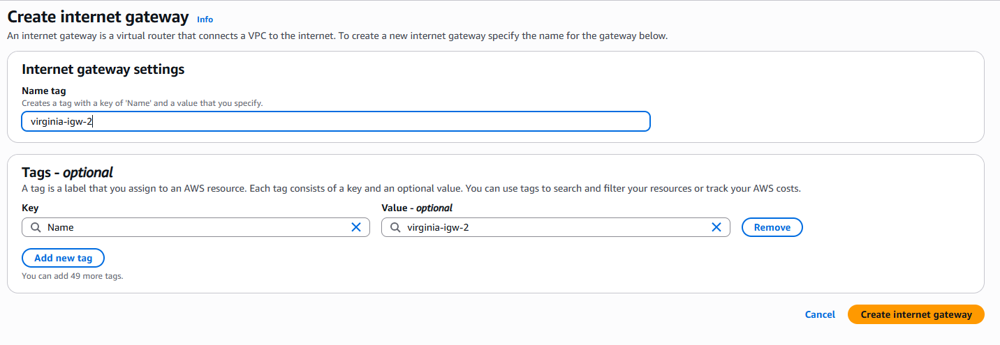 Create internet gateway Info
An internet gateway is a virtual router that connects a VPC to the internet. To create a new internet gateway specify the name for the gateway below.
Internet gateway settings
Name tag
Creates a tag with a key of 'Name' and a value that you specify.
virginia-igw-2
Tags - optional
A tag is a label that you assign to an AWS resource. Each tag consists of a key and an optional value. You can use tags to search and filter your resources or track your AWS costs.
Key Value - optional
Name virginia-igw-2 Remove
Add new tag
You can add 49 more tags.
Cancel Create internet gateway